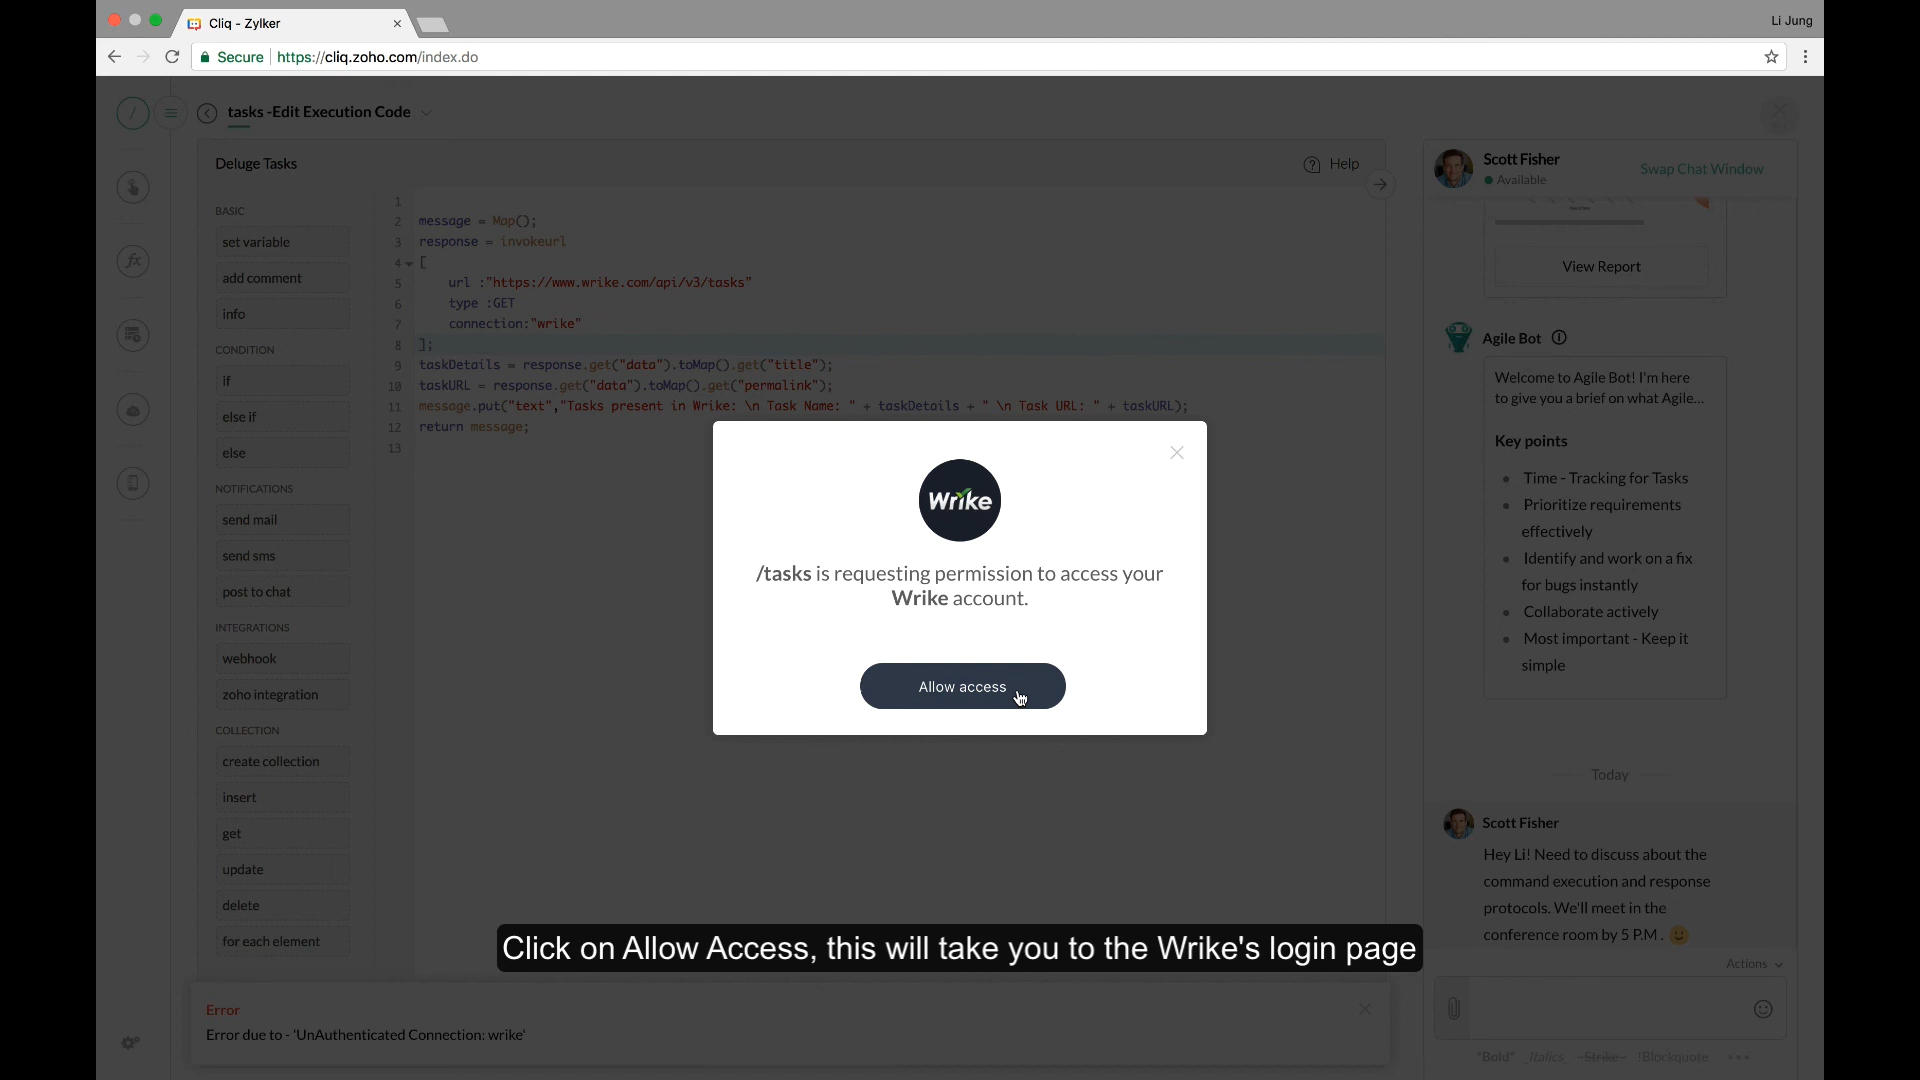 Cliq - Zylker
Li Jung
Secure
https://cliq.zoho.com/index.do
/
tasks -Edit Execution Code
Deluge Tasks
Help
BASIC
set variable
add comment
info
CONDITION
if
else if
else
NOTIFICATIONS
send mail
send sms
post to chat
INTEGRATIONS
webhook
zoho integration
COLLECTION
create collection
insert
get
update
delete
for each element
fx
1
2 message = Map();
3 response = invokeurl
4 [
5 url :"https://www.wrike.com/api/v3/tasks"
6 type :GET
7 connection:"wrike"
8 ];
9 taskDetails = response.get("data").toMap().get("title");
10 taskURL = response.get("data").toMap().get("permalink");
11 message.put("text","Tasks present in Wrike: \n Task Name: " + taskDetails + " \n Task URL: " + taskURL);
12 return message;
13
Wrike
/tasks is requesting permission to access your
Wrike account.
Allow access
Click on Allow Access, this will take you to the Wrike's login page
Error
Error due to - 'UnAuthenticated Connection: wrike'
Scott Fisher
Available
Swap Chat Window
View Report
Agile Bot
Welcome to Agile Bot! I'm here
to give you a brief on what Agile...
Key points
• Time - Tracking for Tasks
• Prioritize requirements
effectively
• Identify and work on a fix
for bugs instantly
• Collaborate actively
• Most important - Keep it
simple
Today
Scott Fisher
Hey Li! Need to discuss about the
command execution and response
protocols. We'll meet in the
conference room by 5 P.M . 🙂
Actions
*Bold* _Italics_ ~Strike~ !Blockquote